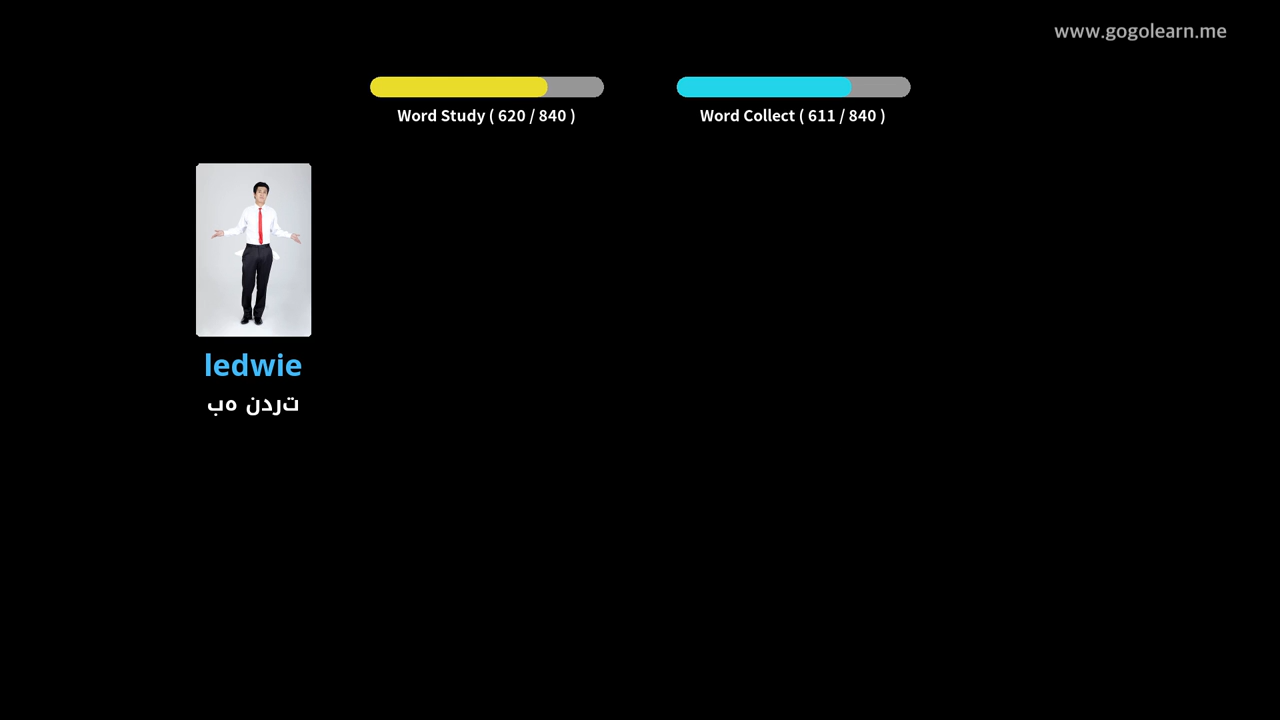 www.gogolearn.me
Word Study ( 620 / 840 )
Word Collect ( 611 / 840 )
ledwie
تردن هب